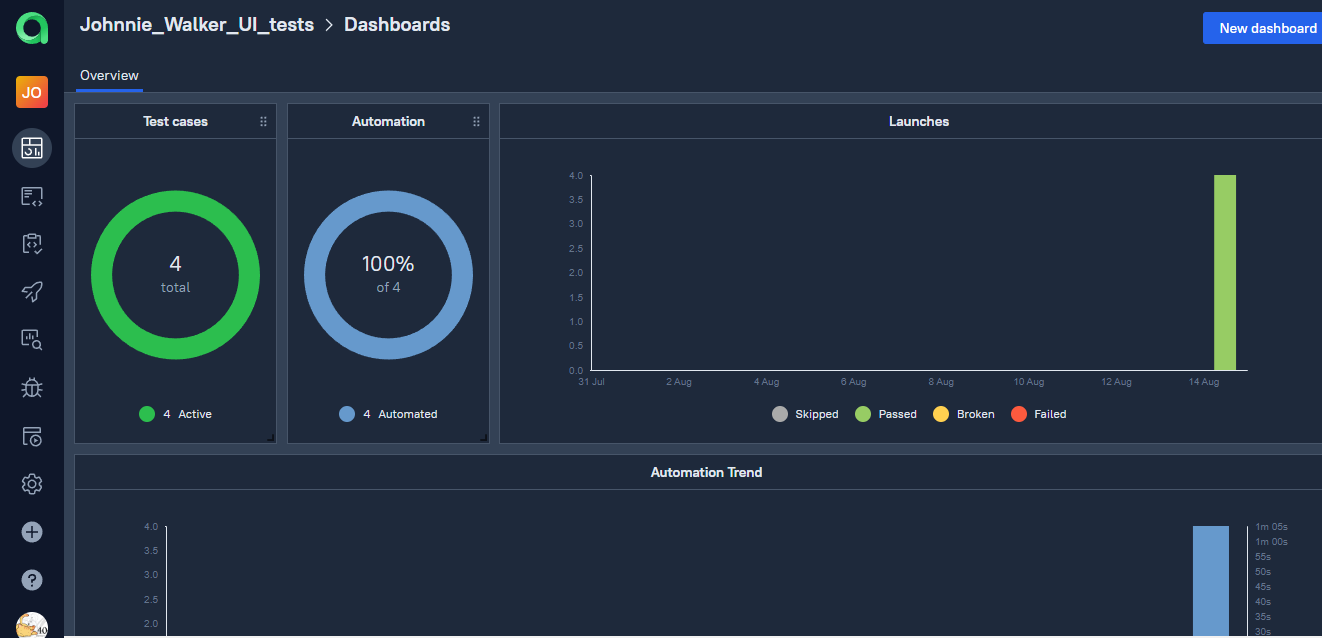 Johnnie_Walker_UI_tests > Dashboards
New dashboard
JO
Overview
Test cases
4
total
4 Active
Automation
100%
of 4
4 Automated
Launches
4.0
3.5
3.0
2.5
2.0
1.5
1.0
0.5
0.0
31 Jul 2 Aug 4 Aug 6 Aug 8 Aug 10 Aug 12 Aug 14 Aug
Skipped Passed Broken Failed
Automation Trend
4.0
3.5
3.0
2.5
2.0
1m 05s
1m 00s
55s
50s
45s
40s
35s
30s
?
40